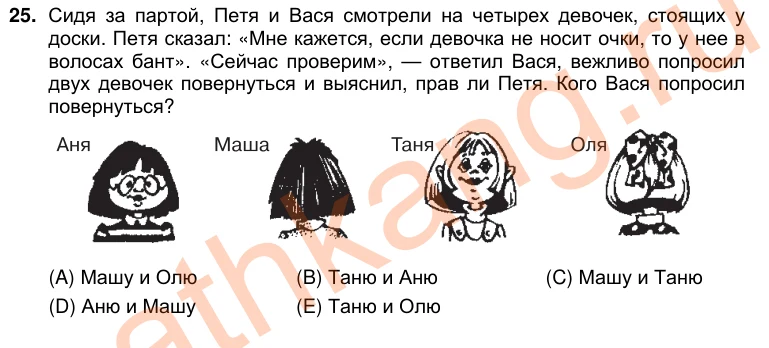 25. Сидя за партой, Петя и Вася смотрели на четырех девочек, стоящих у
доски. Петя сказал: «Мне кажется, если девочка не носит очки, то у нее в
волосах бант». «Сейчас проверим», — ответил Вася, вежливо попросил
двух девочек повернуться и выяснил, прав ли Петя. Кого Вася попросил
повернуться?
Аня Маша Таня Оля
(A) Машу и Олю (B) Таню и Аню (C) Машу и Таню
(D) Аню и Машу (E) Таню и Олю
athkang.ru